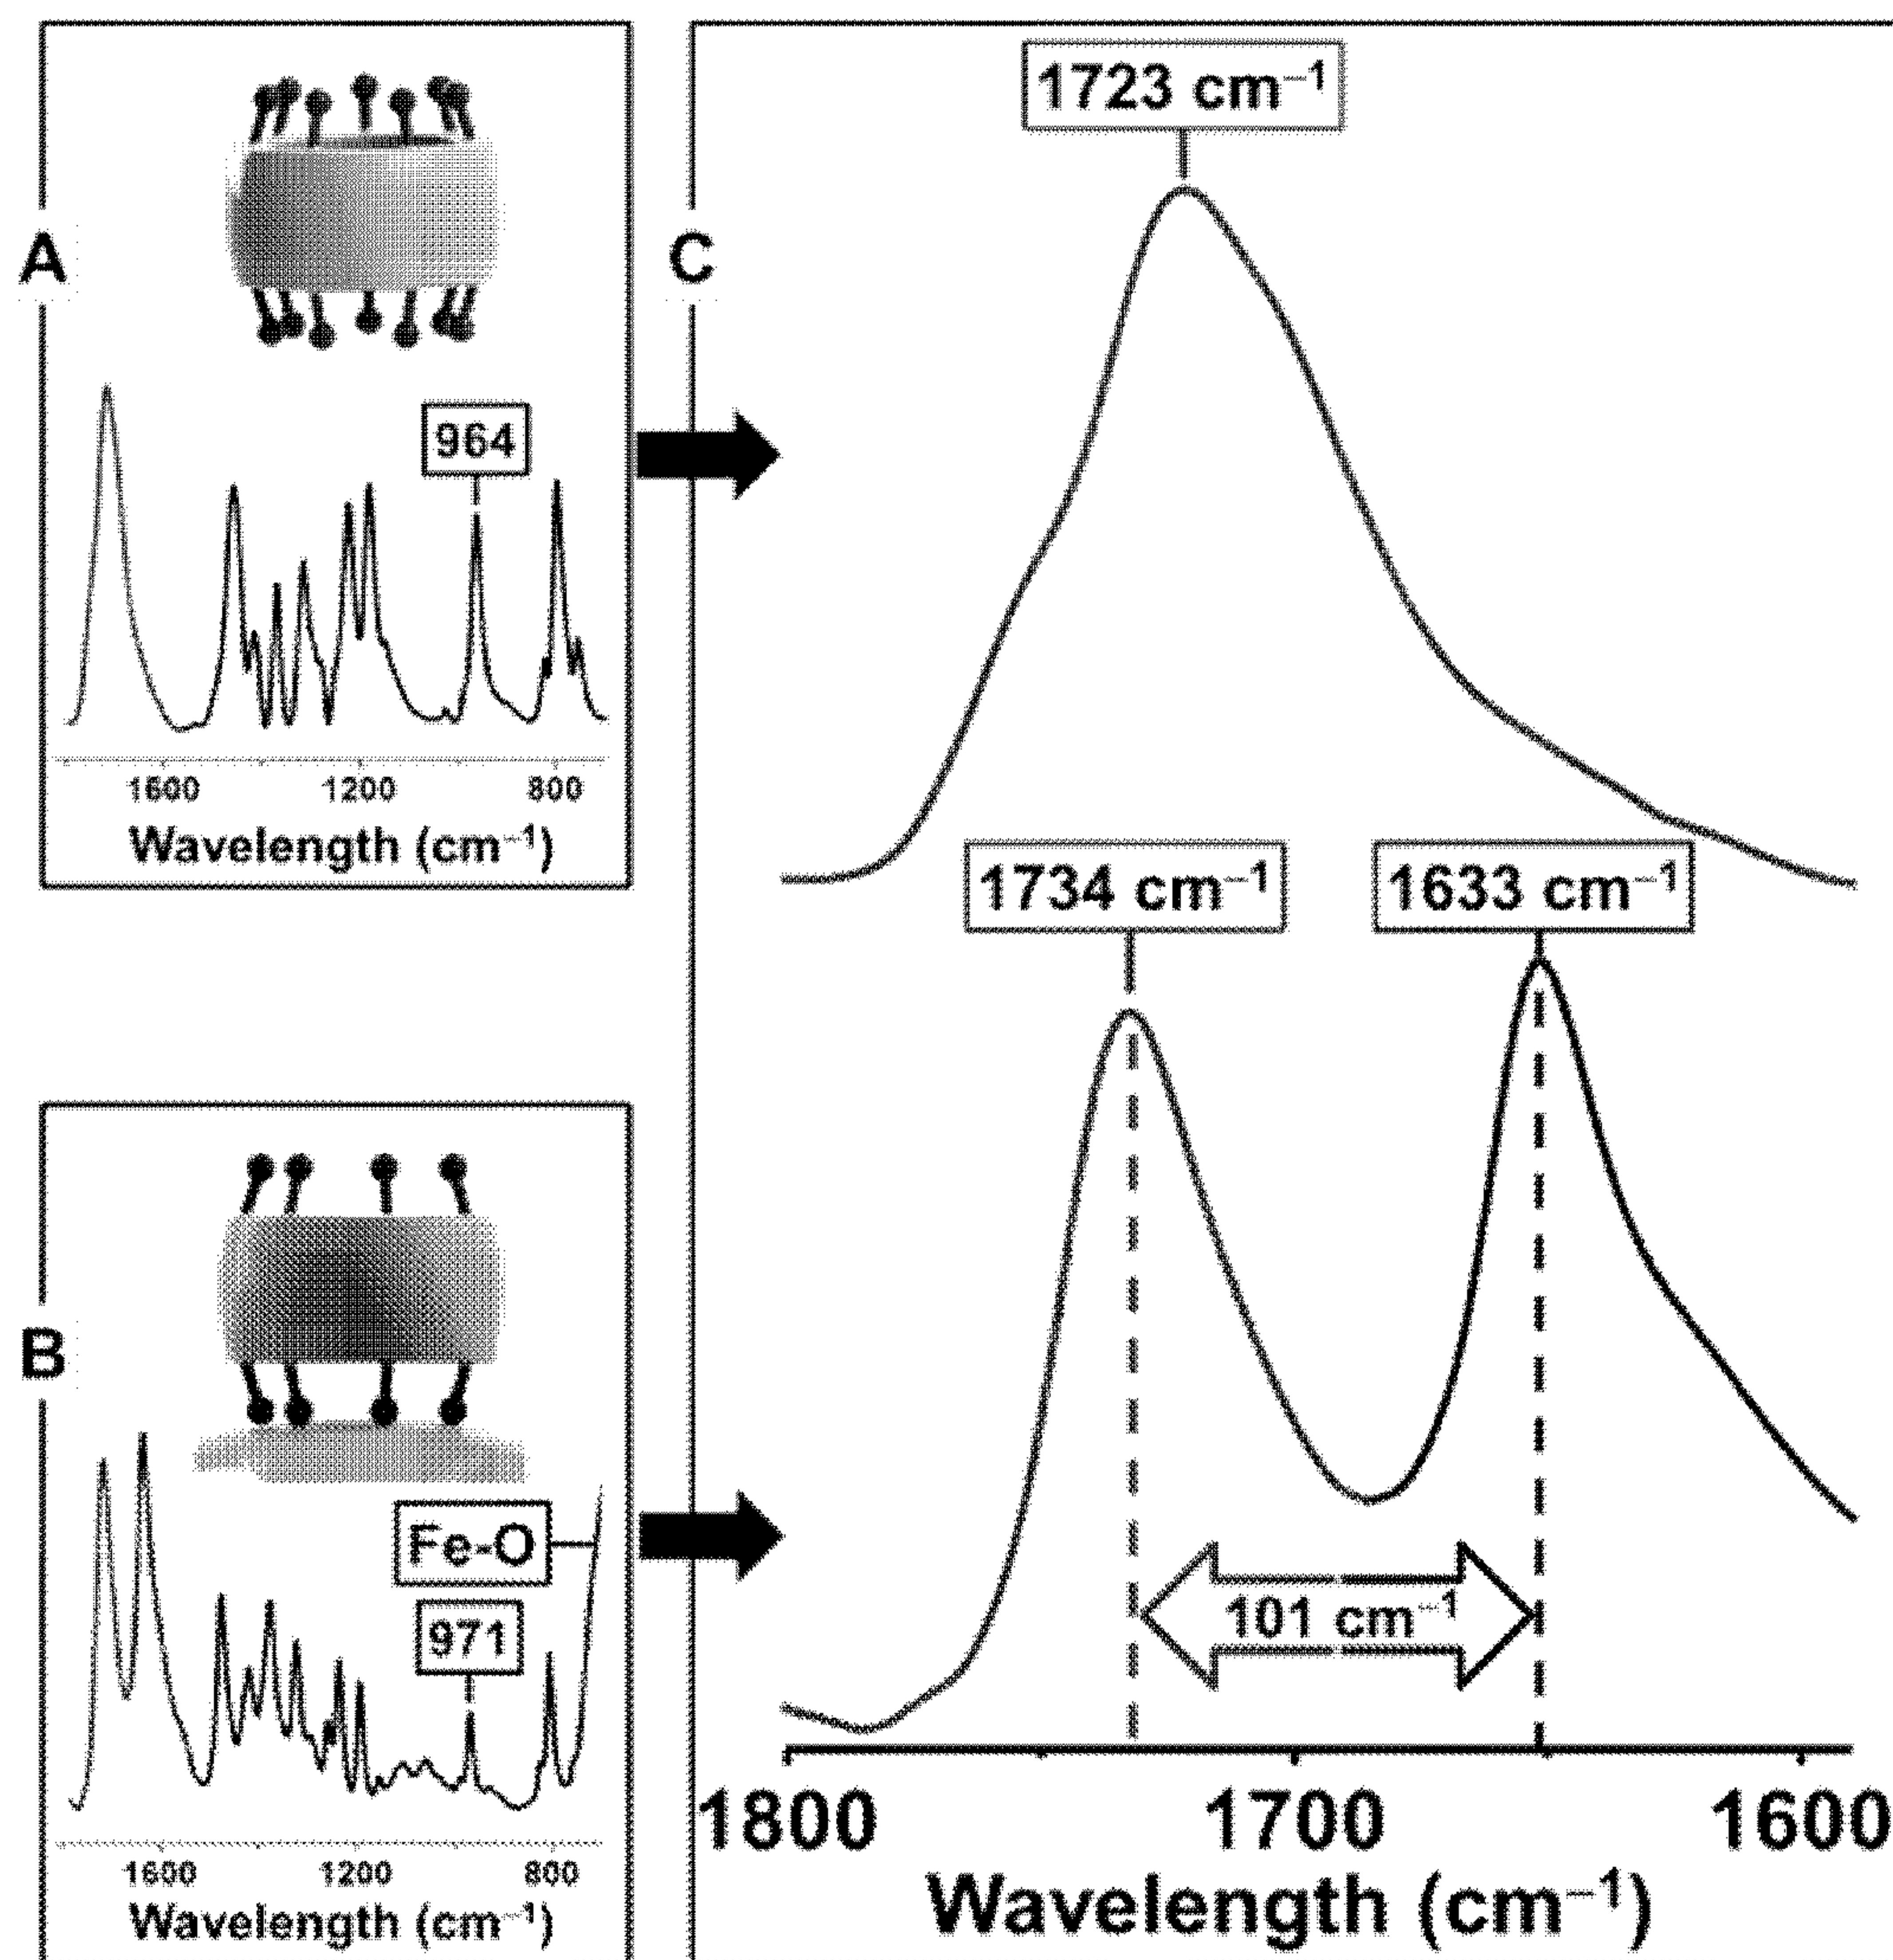 A
964
1600 1200 800
Wavelength (cm⁻¹)
B
Fe-O
971
1600 1200 800
Wavelength (cm⁻¹)
C
1723 cm⁻¹
1734 cm⁻¹ 1633 cm⁻¹
101 cm⁻¹
1800 1700 1600
Wavelength (cm⁻¹)